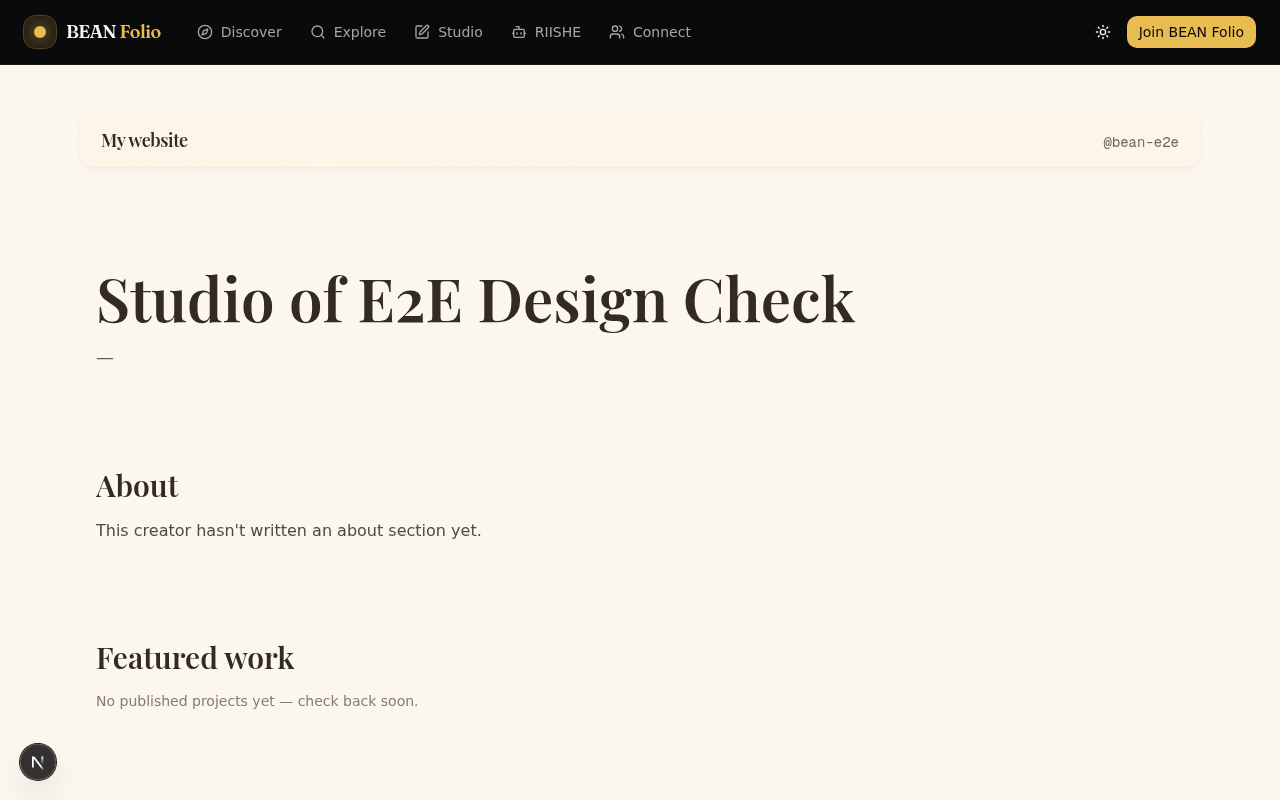 BEAN Folio
Discover
Explore
Studio
RIISHE
Connect
Join BEAN Folio
My website
@bean-e2e
Studio of E2E Design Check
—
About
This creator hasn't written an about section yet.
Featured work
No published projects yet — check back soon.
N